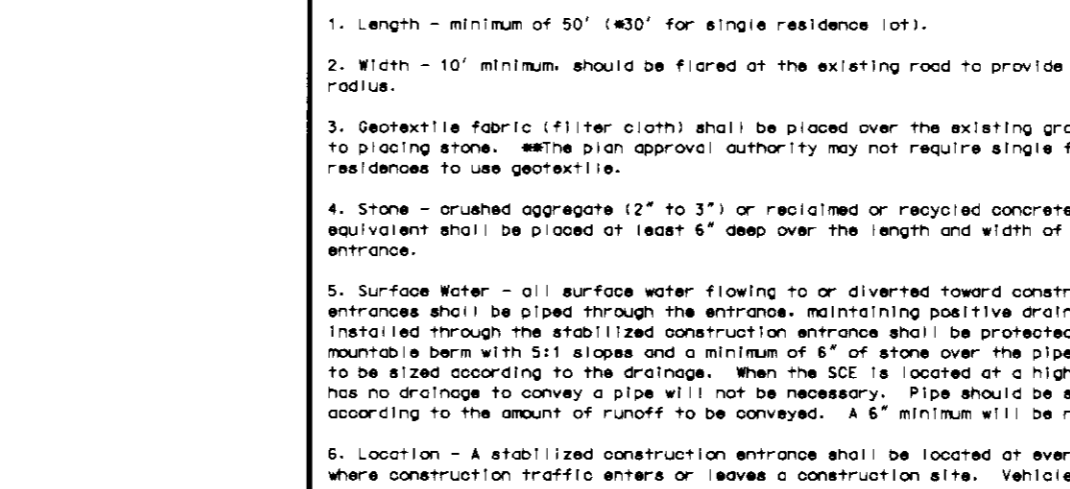 1. Length - minimum of 50' (*30' for single residence lot).
2. Width - 10' minimum, should be flared at the existing road to provide
radius.
3. Geotextile fabric (filter cloth) shall be placed over the existing
to placing stone. **The plan approval authority may not require single
residences to use geotextile.
4. Stone - crushed aggregate (2" to 3") or reclaimed or recycled concrete
equivalent shall be placed at least 6" deep over the length and width of
entrance.
5. Surface Water - all surface water flowing to or diverted toward
entrances shall be piped through the entrance, maintaining positive
installed through the stabilized construction entrance shall be protected
mountable berm with 5:1 slopes and a minimum of 6" of stone over the pipe
to be sized according to the drainage. When the SCE is located at a high
has no drainage to convey a pipe will not be necessary. Pipe should be
according to the amount of runoff to be conveyed. A 6" minimum will be
6. Location - A stabilized construction entrance shall be located at
where construction traffic enters or leaves a construction site.